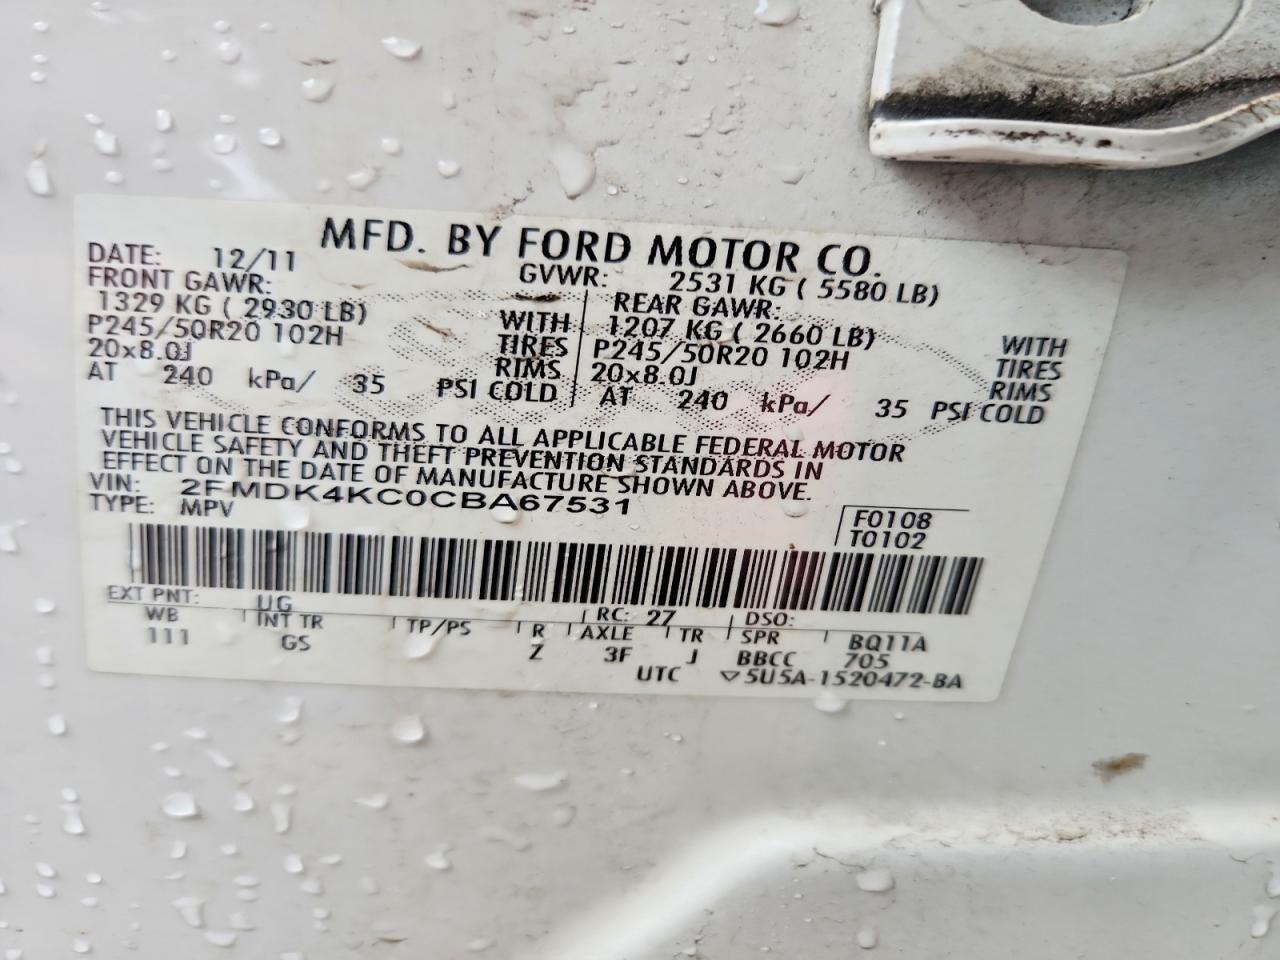 MFD. BY FORD MOTOR CO.
DATE: 12/11 GVWR: 2531 KG ( 5580 LB)
FRONT GAWR: REAR GAWR:
1329 KG ( 2930 LB) WITH 1207 KG ( 2660 LB) WITH
P245/50R20 102H TIRES P245/50R20 102H TIRES
20x8.0J RIMS 20x8.0J RIMS
AT 240 kPa/ 35 PSI COLD AT 240 kPa/ 35 PSI COLD
THIS VEHICLE CONFORMS TO ALL APPLICABLE FEDERAL MOTOR
VEHICLE SAFETY AND THEFT PREVENTION STANDARDS IN
EFFECT ON THE DATE OF MANUFACTURE SHOWN ABOVE.
VIN: 2FMDK4KC0CBA67531
TYPE: MPV
F0108
T0102
EXT PNT: UG RC: 27 DSO:
WB INT TR TP/PS R AXLE TR SPR BQ11A
111 GS Z 3F J BBCC 705
UTC ▽5U5A-1520472-BA